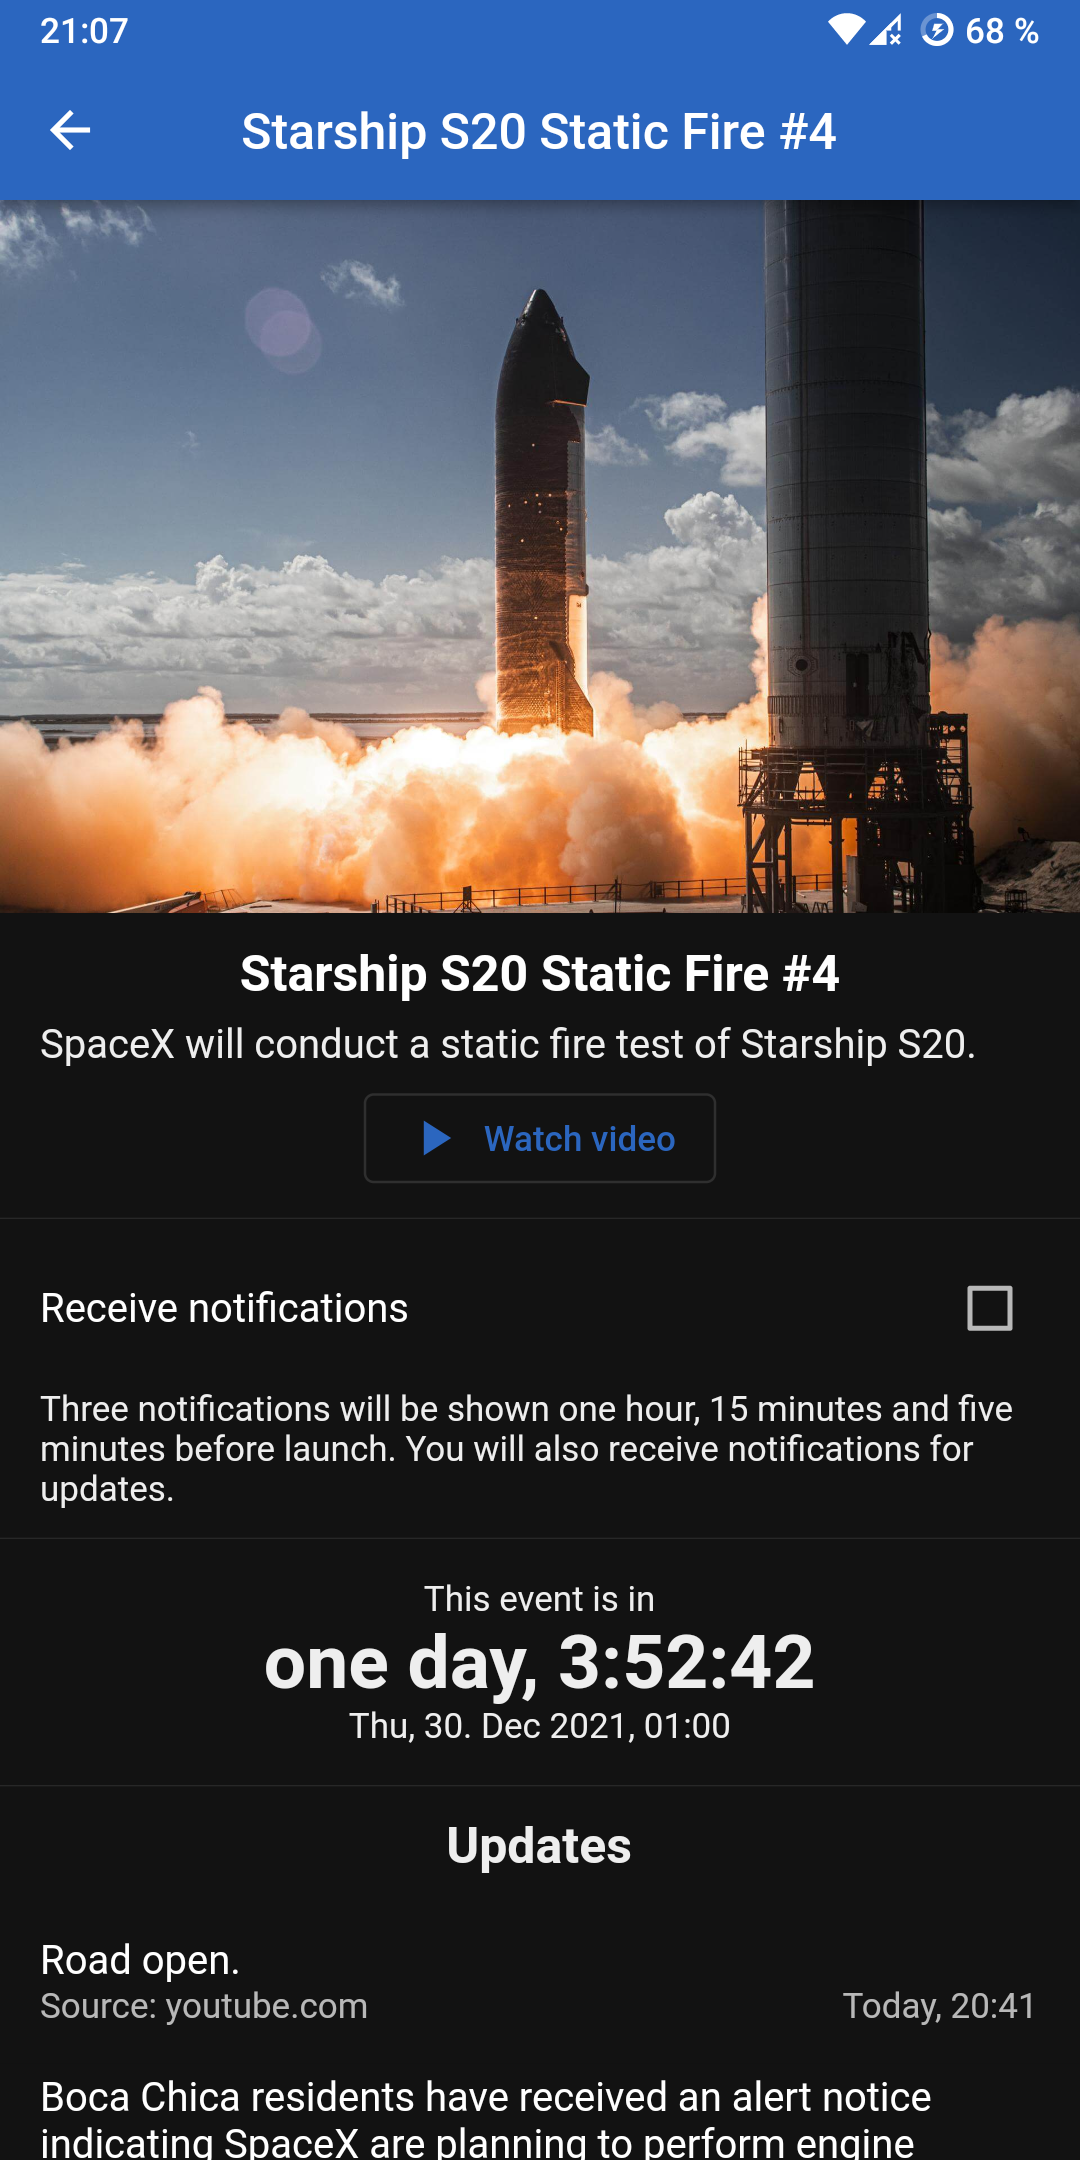 21:07
68 %
Starship S20 Static Fire #4
Starship S20 Static Fire #4
SpaceX will conduct a static fire test of Starship S20.
Watch video
Receive notifications
Three notifications will be shown one hour, 15 minutes and five
minutes before launch. You will also receive notifications for
updates.
This event is in
one day, 3:52:42
Thu, 30. Dec 2021, 01:00
Updates
Road open.
Source: youtube.com
Today, 20:41
Boca Chica residents have received an alert notice
indicating SpaceX are planning to perform engine